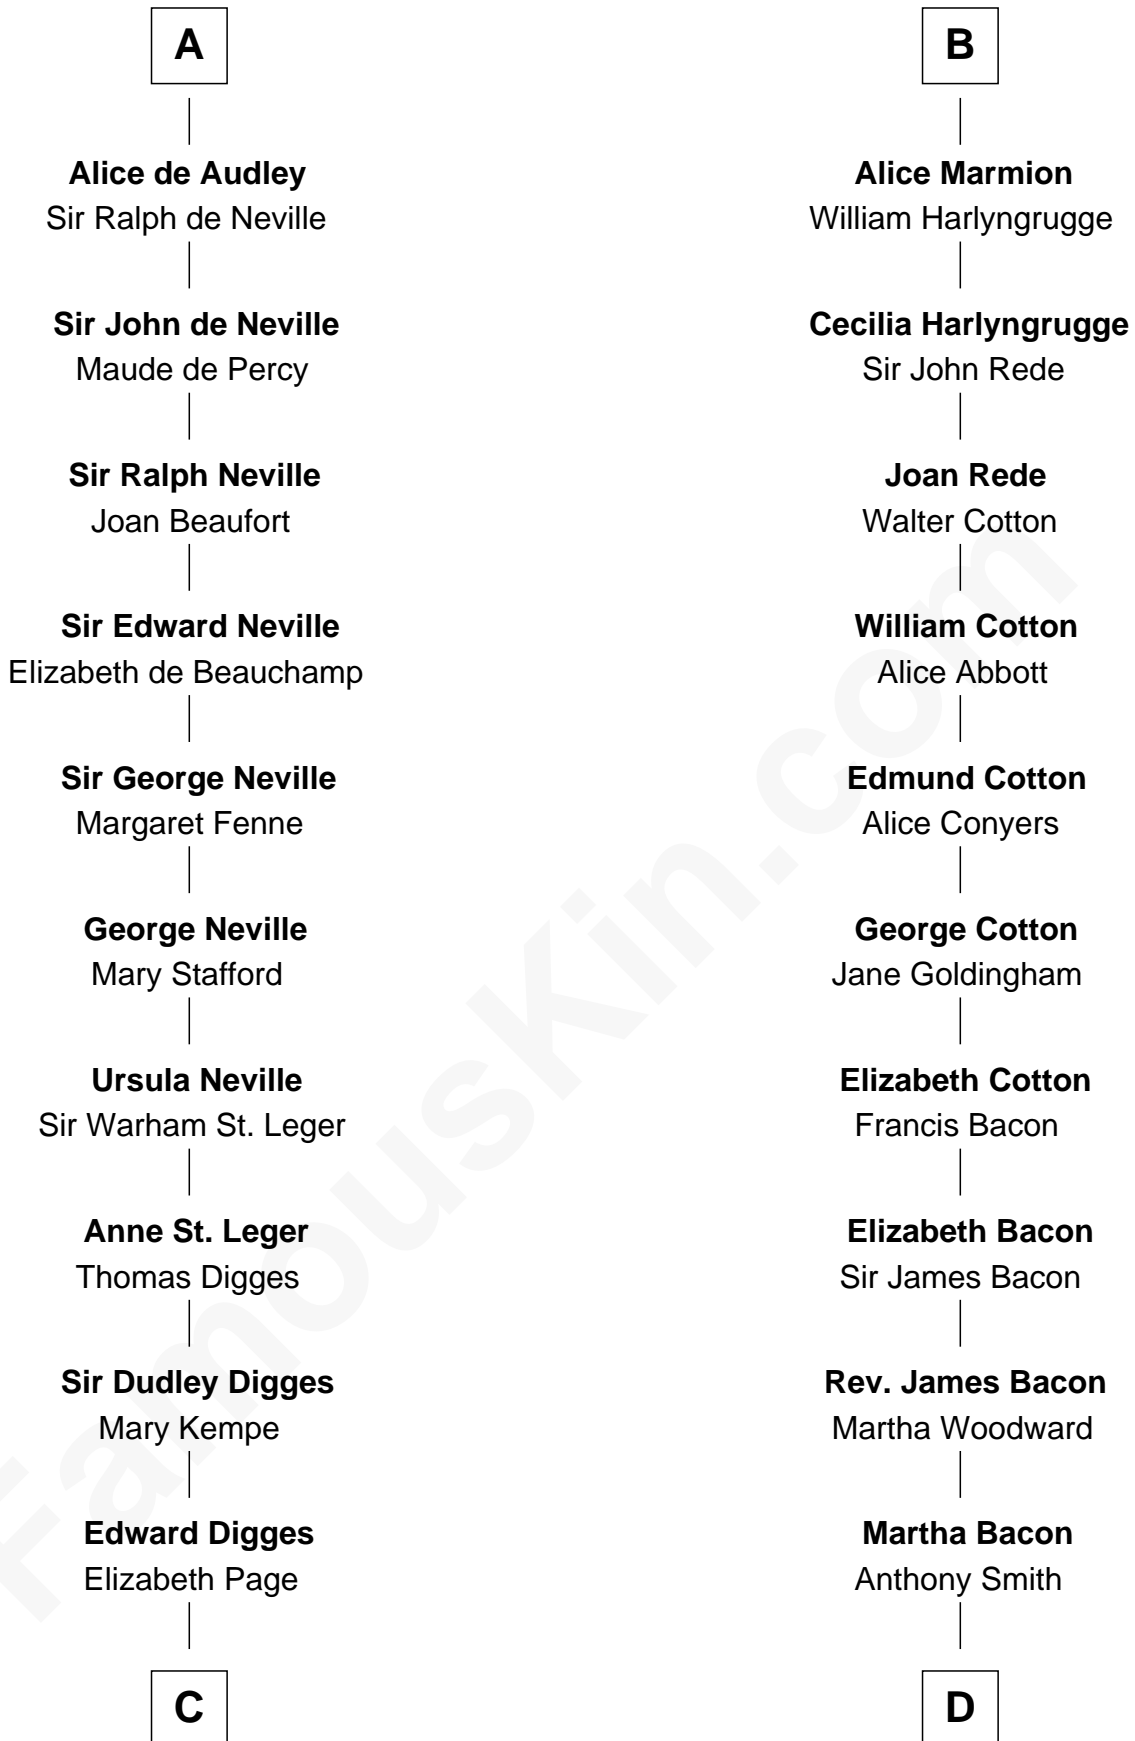 A
Alice de Audley
Sir Ralph de Neville
Sir John de Neville
Maude de Percy
Sir Ralph Neville
Joan Beaufort
Sir Edward Neville
Elizabeth de Beauchamp
Sir George Neville
Margaret Fenne
George Neville
Mary Stafford
Ursula Neville
Sir Warham St. Leger
Anne St. Leger
Thomas Digges
Sir Dudley Digges
Mary Kempe
Edward Digges
Elizabeth Page
C
B
Alice Marmion
William Harlyngrugge
Cecilia Harlyngrugge
Sir John Rede
Joan Rede
Walter Cotton
William Cotton
Alice Abbott
Edmund Cotton
Alice Conyers
George Cotton
Jane Goldingham
Elizabeth Cotton
Francis Bacon
Elizabeth Bacon
Sir James Bacon
Rev. James Bacon
Martha Woodward
Martha Bacon
Anthony Smith
D
FamousKin.com